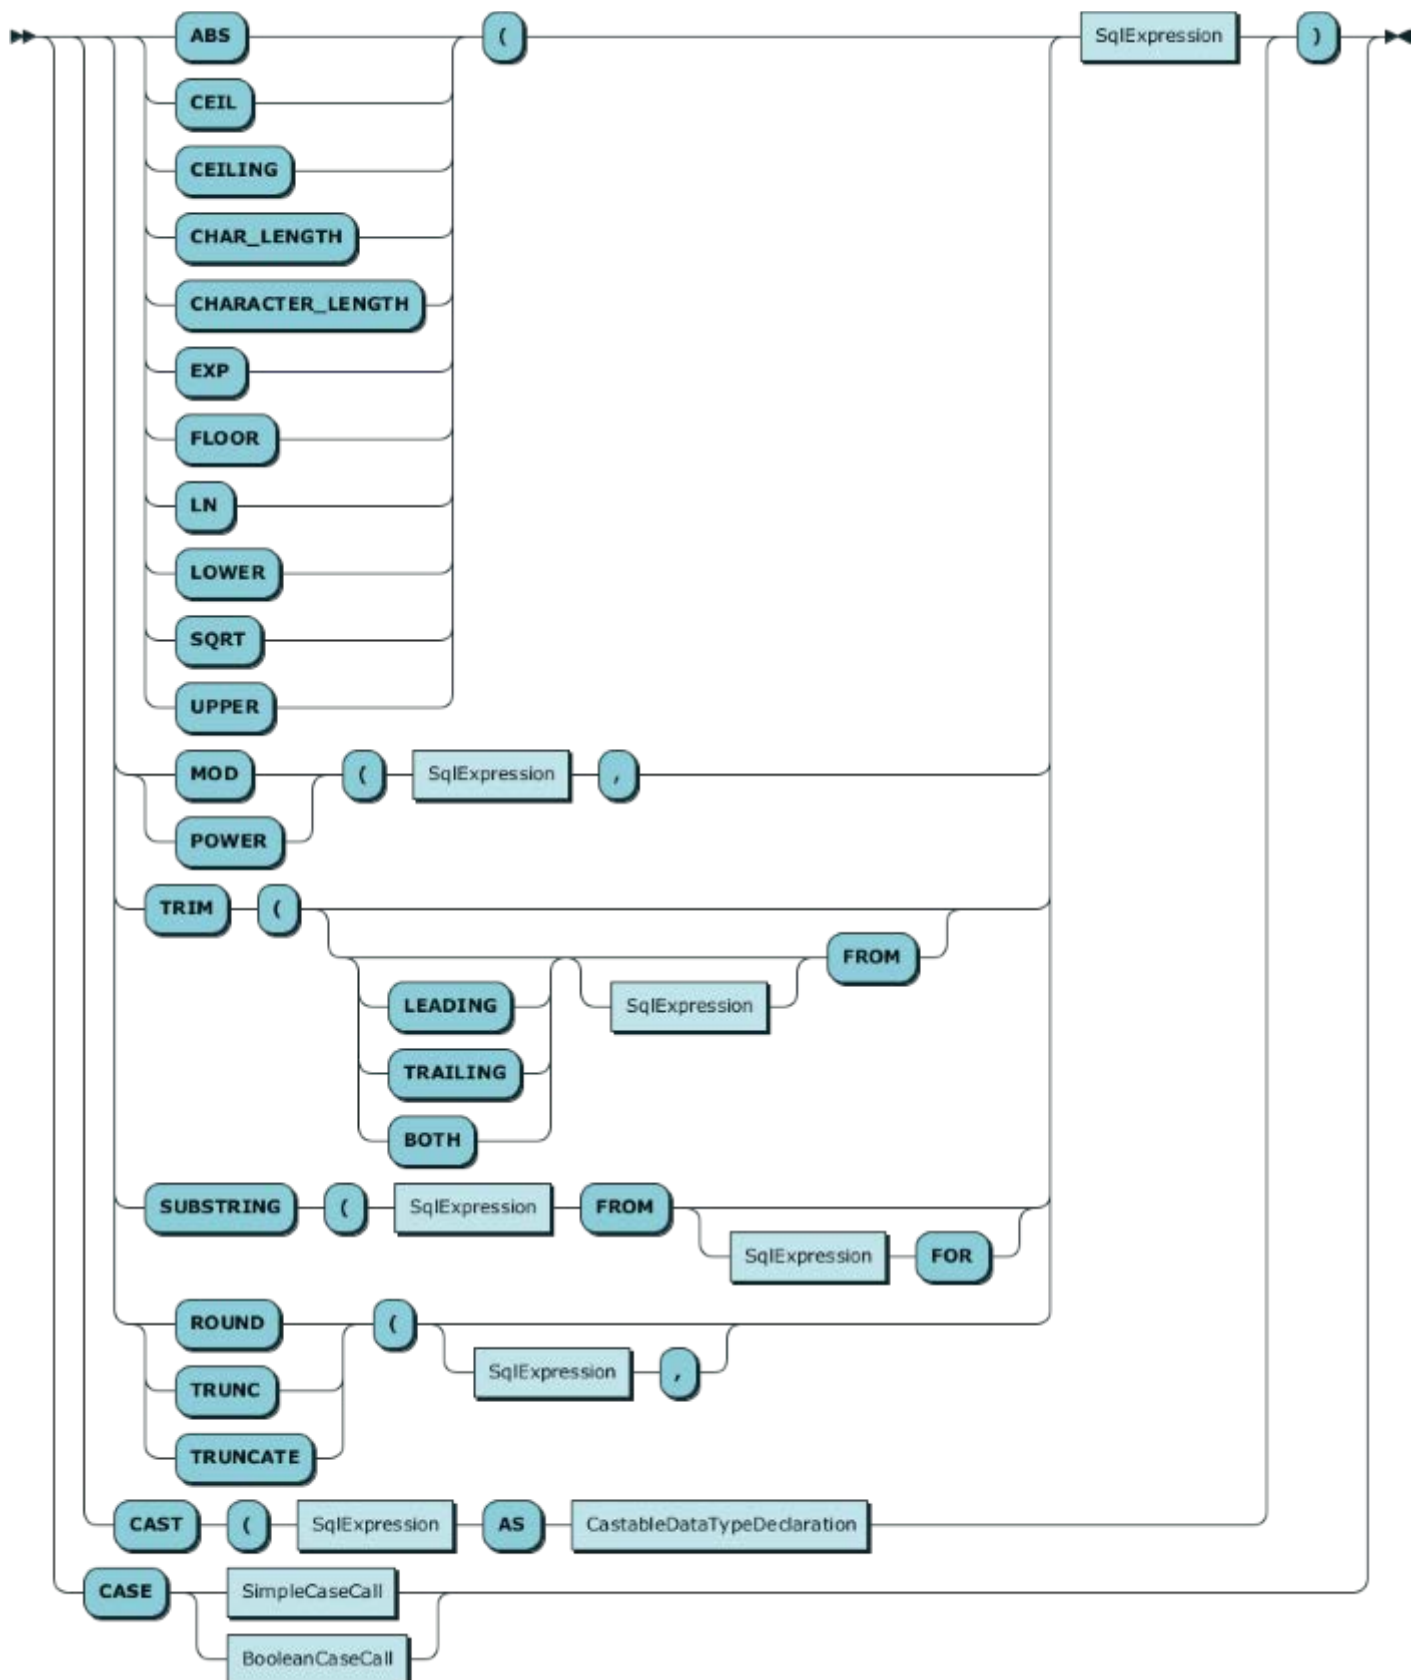 ABS ( SqlExpression )
CEIL
CEILING
CHAR_LENGTH
CHARACTER_LENGTH
EXP
FLOOR
LN
LOWER
SQRT
UPPER
MOD ( SqlExpression ,
POWER
TRIM (
FROM
LEADING SqlExpression
TRAILING
BOTH
SUBSTRING ( SqlExpression FROM
SqlExpression FOR
ROUND (
SqlExpression ,
TRUNC
TRUNCATE
CAST ( SqlExpression AS CastableDataTypeDeclaration
CASE SimpleCaseCall
BooleanCaseCall